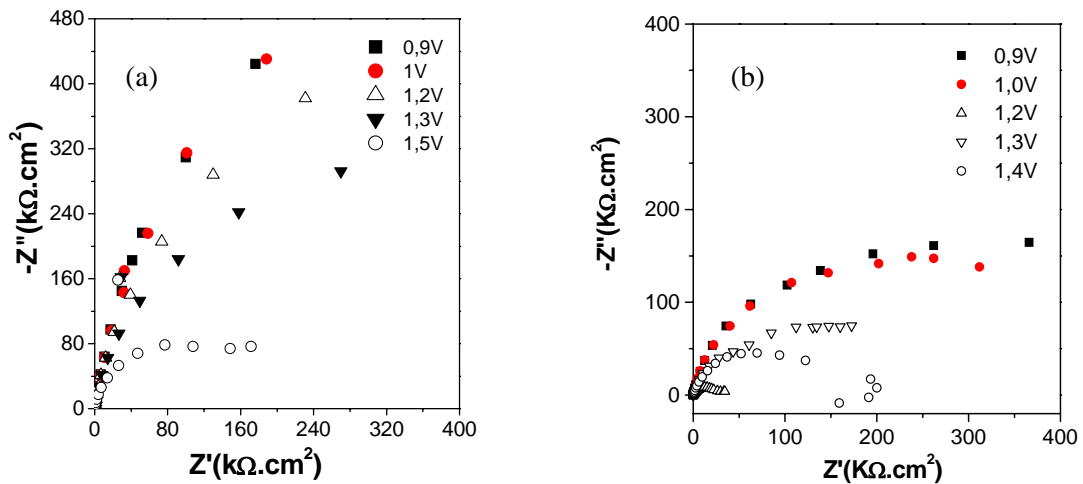 (a)
480
400
320
240
160
80
0
0
80
160
240
320
400
-Z"(kΩ.cm²)
Z'(kΩ.cm²)
0,9V
1V
1,2V
1,3V
1,5V
(b)
400
300
200
100
0
0
100
200
300
400
-Z"(KΩ.cm²)
Z'(KΩ.cm²)
0,9V
1,0V
1,2V
1,3V
1,4V